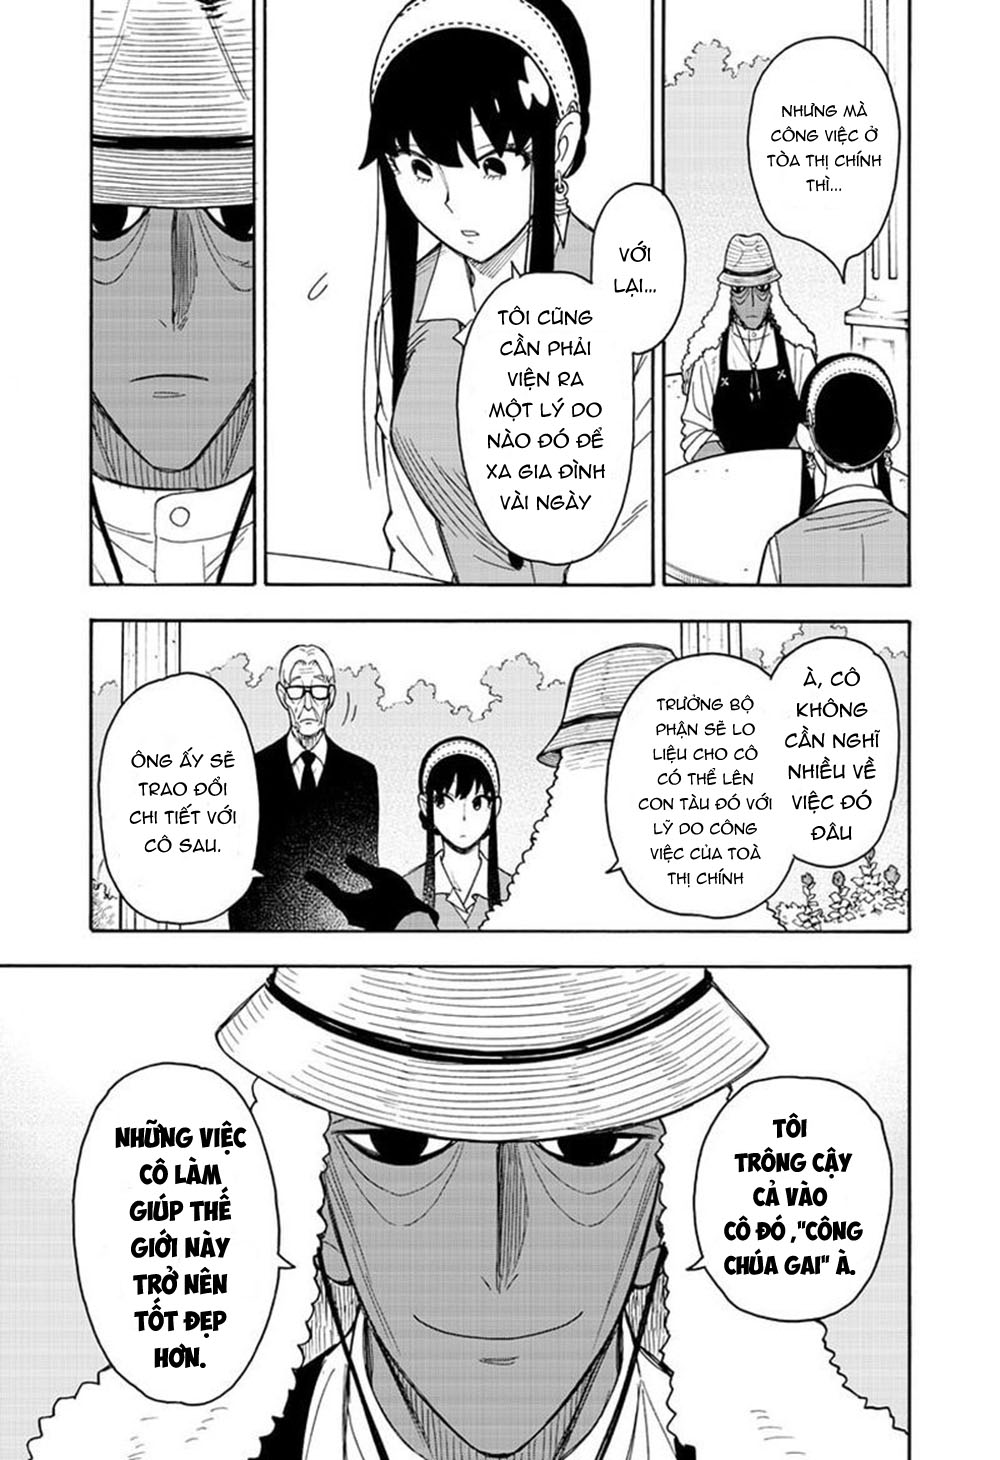 NHƯNG MÀ
CÔNG VIỆC Ở
TÒA THỊ CHÍNH
THÌ...
VỚI
LẠI...
TÔI CŨNG
CẦN PHẢI
VIỆN RA
MỘT LÝ DO
NÀO ĐÓ ĐỂ
XA GIA ĐÌNH
VÀI NGÀY
À, CÔ
KHÔNG
CẦN NGHĨ
NHIỀU VỀ
VIỆC ĐÓ
ĐÂU
TRƯỞNG BỘ
PHẬN SẼ LO
LIỆU CHO CÔ
CÓ THỂ LÊN
CON TÀU ĐÓ VỚI
LỸ DO CÔNG
VIỆC CỦA TOÀ
THỊ CHÍNH
ÔNG ẤY SẼ
TRAO ĐỔI
CHI TIẾT VỚI
CÔ SAU.
TÔI
TRÔNG CẬY
CẢ VÀO
CÔ ĐÓ ,"CÔNG
CHÚA GAI" À.
NHỮNG VIỆC
CÔ LÀM
GIÚP THẾ
GIỚI NÀY
TRỞ NÊN
TỐT ĐẸP
HƠN.